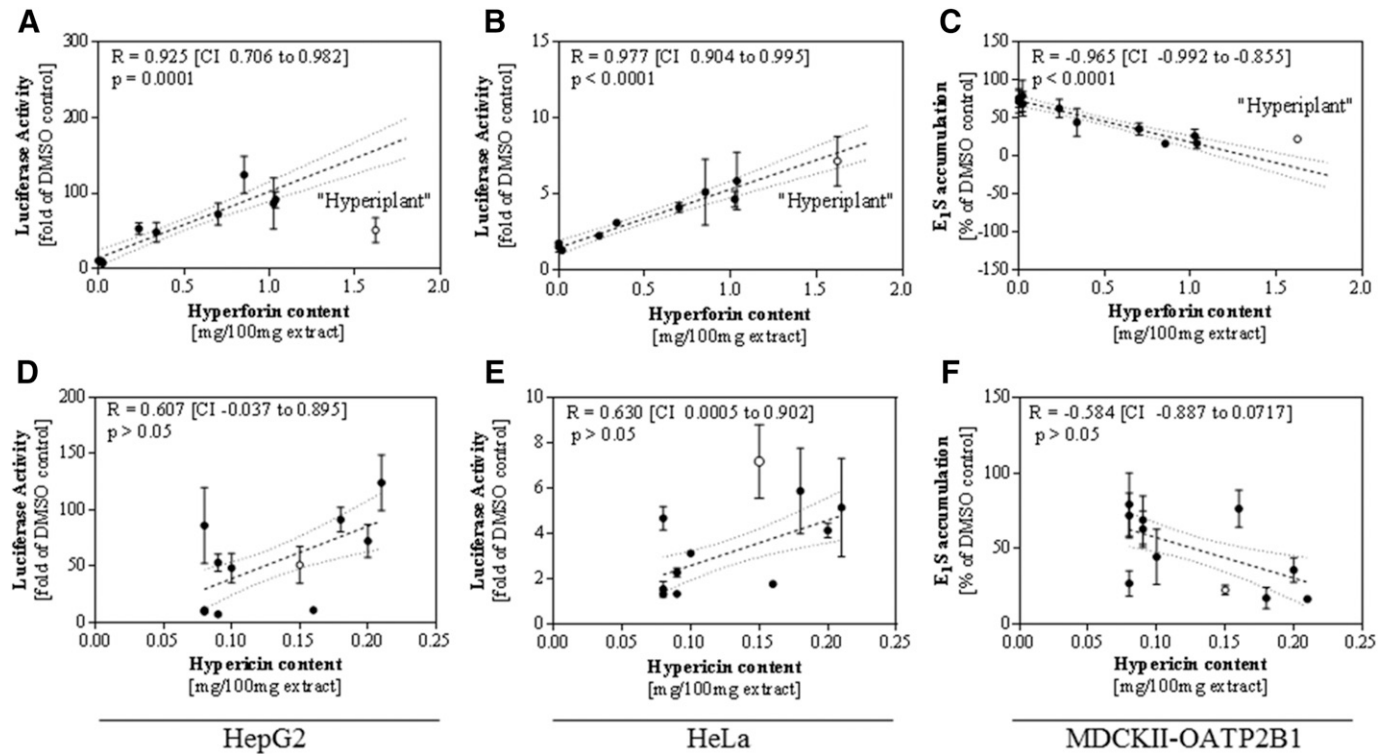 A
R = 0.925 [CI 0.706 to 0.982]
p = 0.0001
"Hyperiplant"
Luciferase Activity
[fold of DMSO control]
300
200
100
0
0.0 0.5 1.0 1.5 2.0
Hyperforin content
[mg/100mg extract]
B
R = 0.977 [CI 0.904 to 0.995]
p < 0.0001
"Hyperiplant"
Luciferase Activity
[fold of DMSO control]
15
10
5
0
0.0 0.5 1.0 1.5 2.0
Hyperforin content
[mg/100mg extract]
C
R = -0.965 [CI -0.992 to -0.855]
p < 0.0001
"Hyperiplant"
E₁S accumulation
[% of DMSO control]
150
100
50
0
-50
-100
-150
0.0 0.5 1.0 1.5 2.0
Hyperforin content
[mg/100mg extract]
D
R = 0.607 [CI -0.037 to 0.895]
p > 0.05
Luciferase Activity
[fold of DMSO control]
200
150
100
50
0
0.00 0.05 0.10 0.15 0.20 0.25
Hypericin content
[mg/100mg extract]
HepG2
E
R = 0.630 [CI 0.0005 to 0.902]
p > 0.05
Luciferase Activity
[fold of DMSO control]
10
8
6
4
2
0
0.00 0.05 0.10 0.15 0.20 0.25
Hypericin content
[mg/100mg extract]
HeLa
F
R = -0.584 [CI -0.887 to 0.0717]
p > 0.05
E₁S accumulation
[% of DMSO control]
150
100
50
0
0.00 0.05 0.10 0.15 0.20 0.25
Hypericin content
[mg/100mg extract]
MDCKII-OATP2B1